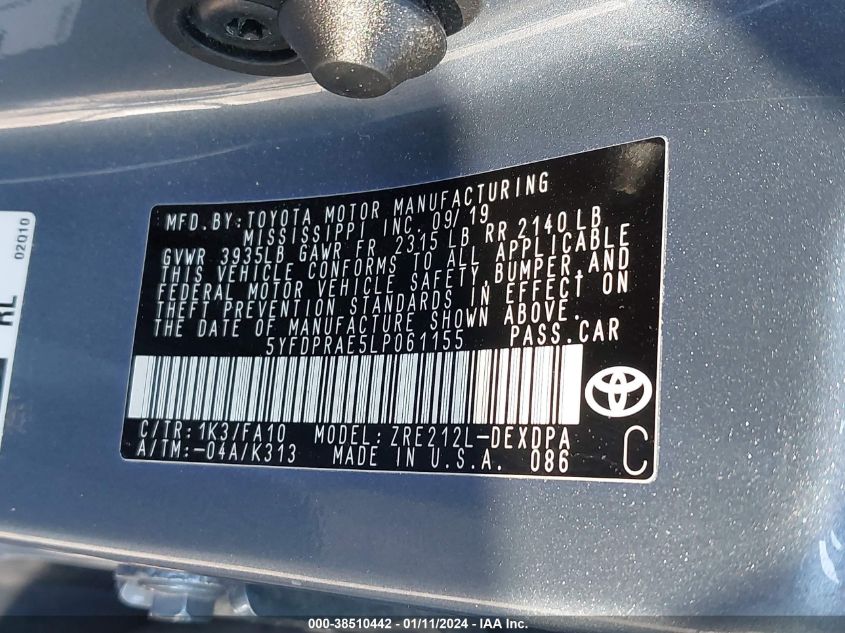 MFD.BY:TOYOTA MOTOR MANUFACTURING
MISSISSIPPI INC. 09/19
GVWR 3935LB GAWR FR 2315 LB RR 2140 LB
THIS VEHICLE CONFORMS TO ALL APPLICABLE
FEDERAL MOTOR VEHICLE SAFETY,BUMPER,AND
THEFT PREVENTION STANDARDS IN EFFECT ON
THE DATE OF MANUFACTURE SHOWN ABOVE.
5YFDPRAE5LP061155 PASS.CAR
C/TR:1K3/FA10 MODEL:ZRE212L-DEXDPA
A/TM:-04A/K313 MADE IN U.S.A. 086 C
02010
RL
000-38510442 - 01/11/2024 - IAA Inc.